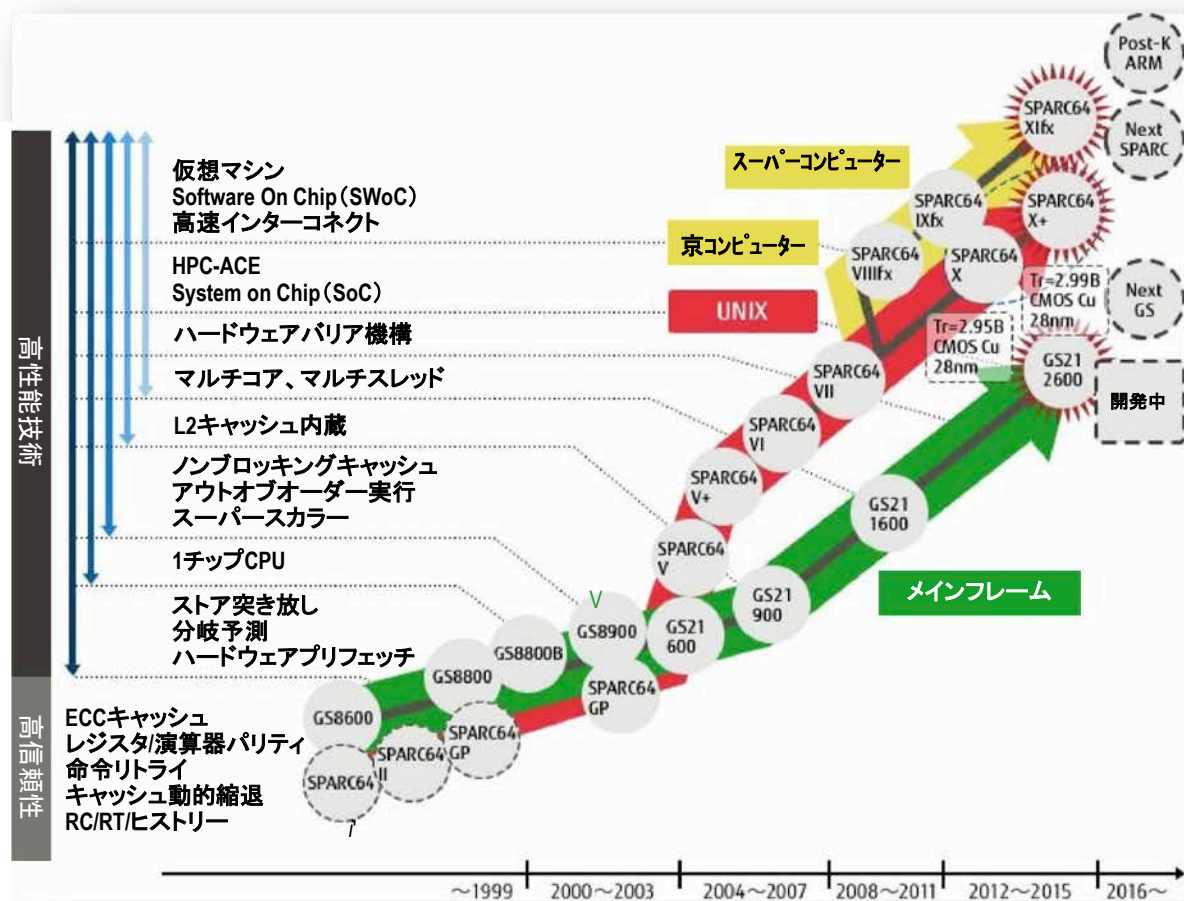 高性能技術
高信頼性
仮想マシン
Software On Chip(SWoC)
高速インターコネクト
HPC-ACE
System on Chip(SoC)
ハードウェアバリア機構
マルチコア、マルチスレッド
L2キャッシュ内蔵
ノンブロッキングキャッシュ
アウトオブオーダー実行
スーパースカラー
1チップCPU
ストア突き放し
分岐予測
ハードウェアプリフェッチ
ECCキャッシュ
レジスタ/演算器パリティ
命令リトライ
キャッシュ動的縮退
RC/RT/ヒストリー
スーパーコンピューター
京コンピューター
UNIX
メインフレーム
Post-K
ARM
SPARC64
XIfx
Next
SPARC
SPARC64
IXfx
SPARC64
X+
SPARC64
VIIIfx
SPARC64
X
Tr=2.99B
CMOS Cu
28nm
Next
GS
Tr=2.95B
CMOS Cu
28nm
GS21
2600
開発中
SPARC64
VII
SPARC64
VI
SPARC64
V+
GS21
1600
SPARC64
V
GS21
900
V
GS8900
GS21
600
GS8800B
GS8800
SPARC64
GP
GS8600
SPARC64
GP
SPARC64
II
SPARC64
~1999
2000~2003
2004~2007
2008~2011
2012~2015
2016~